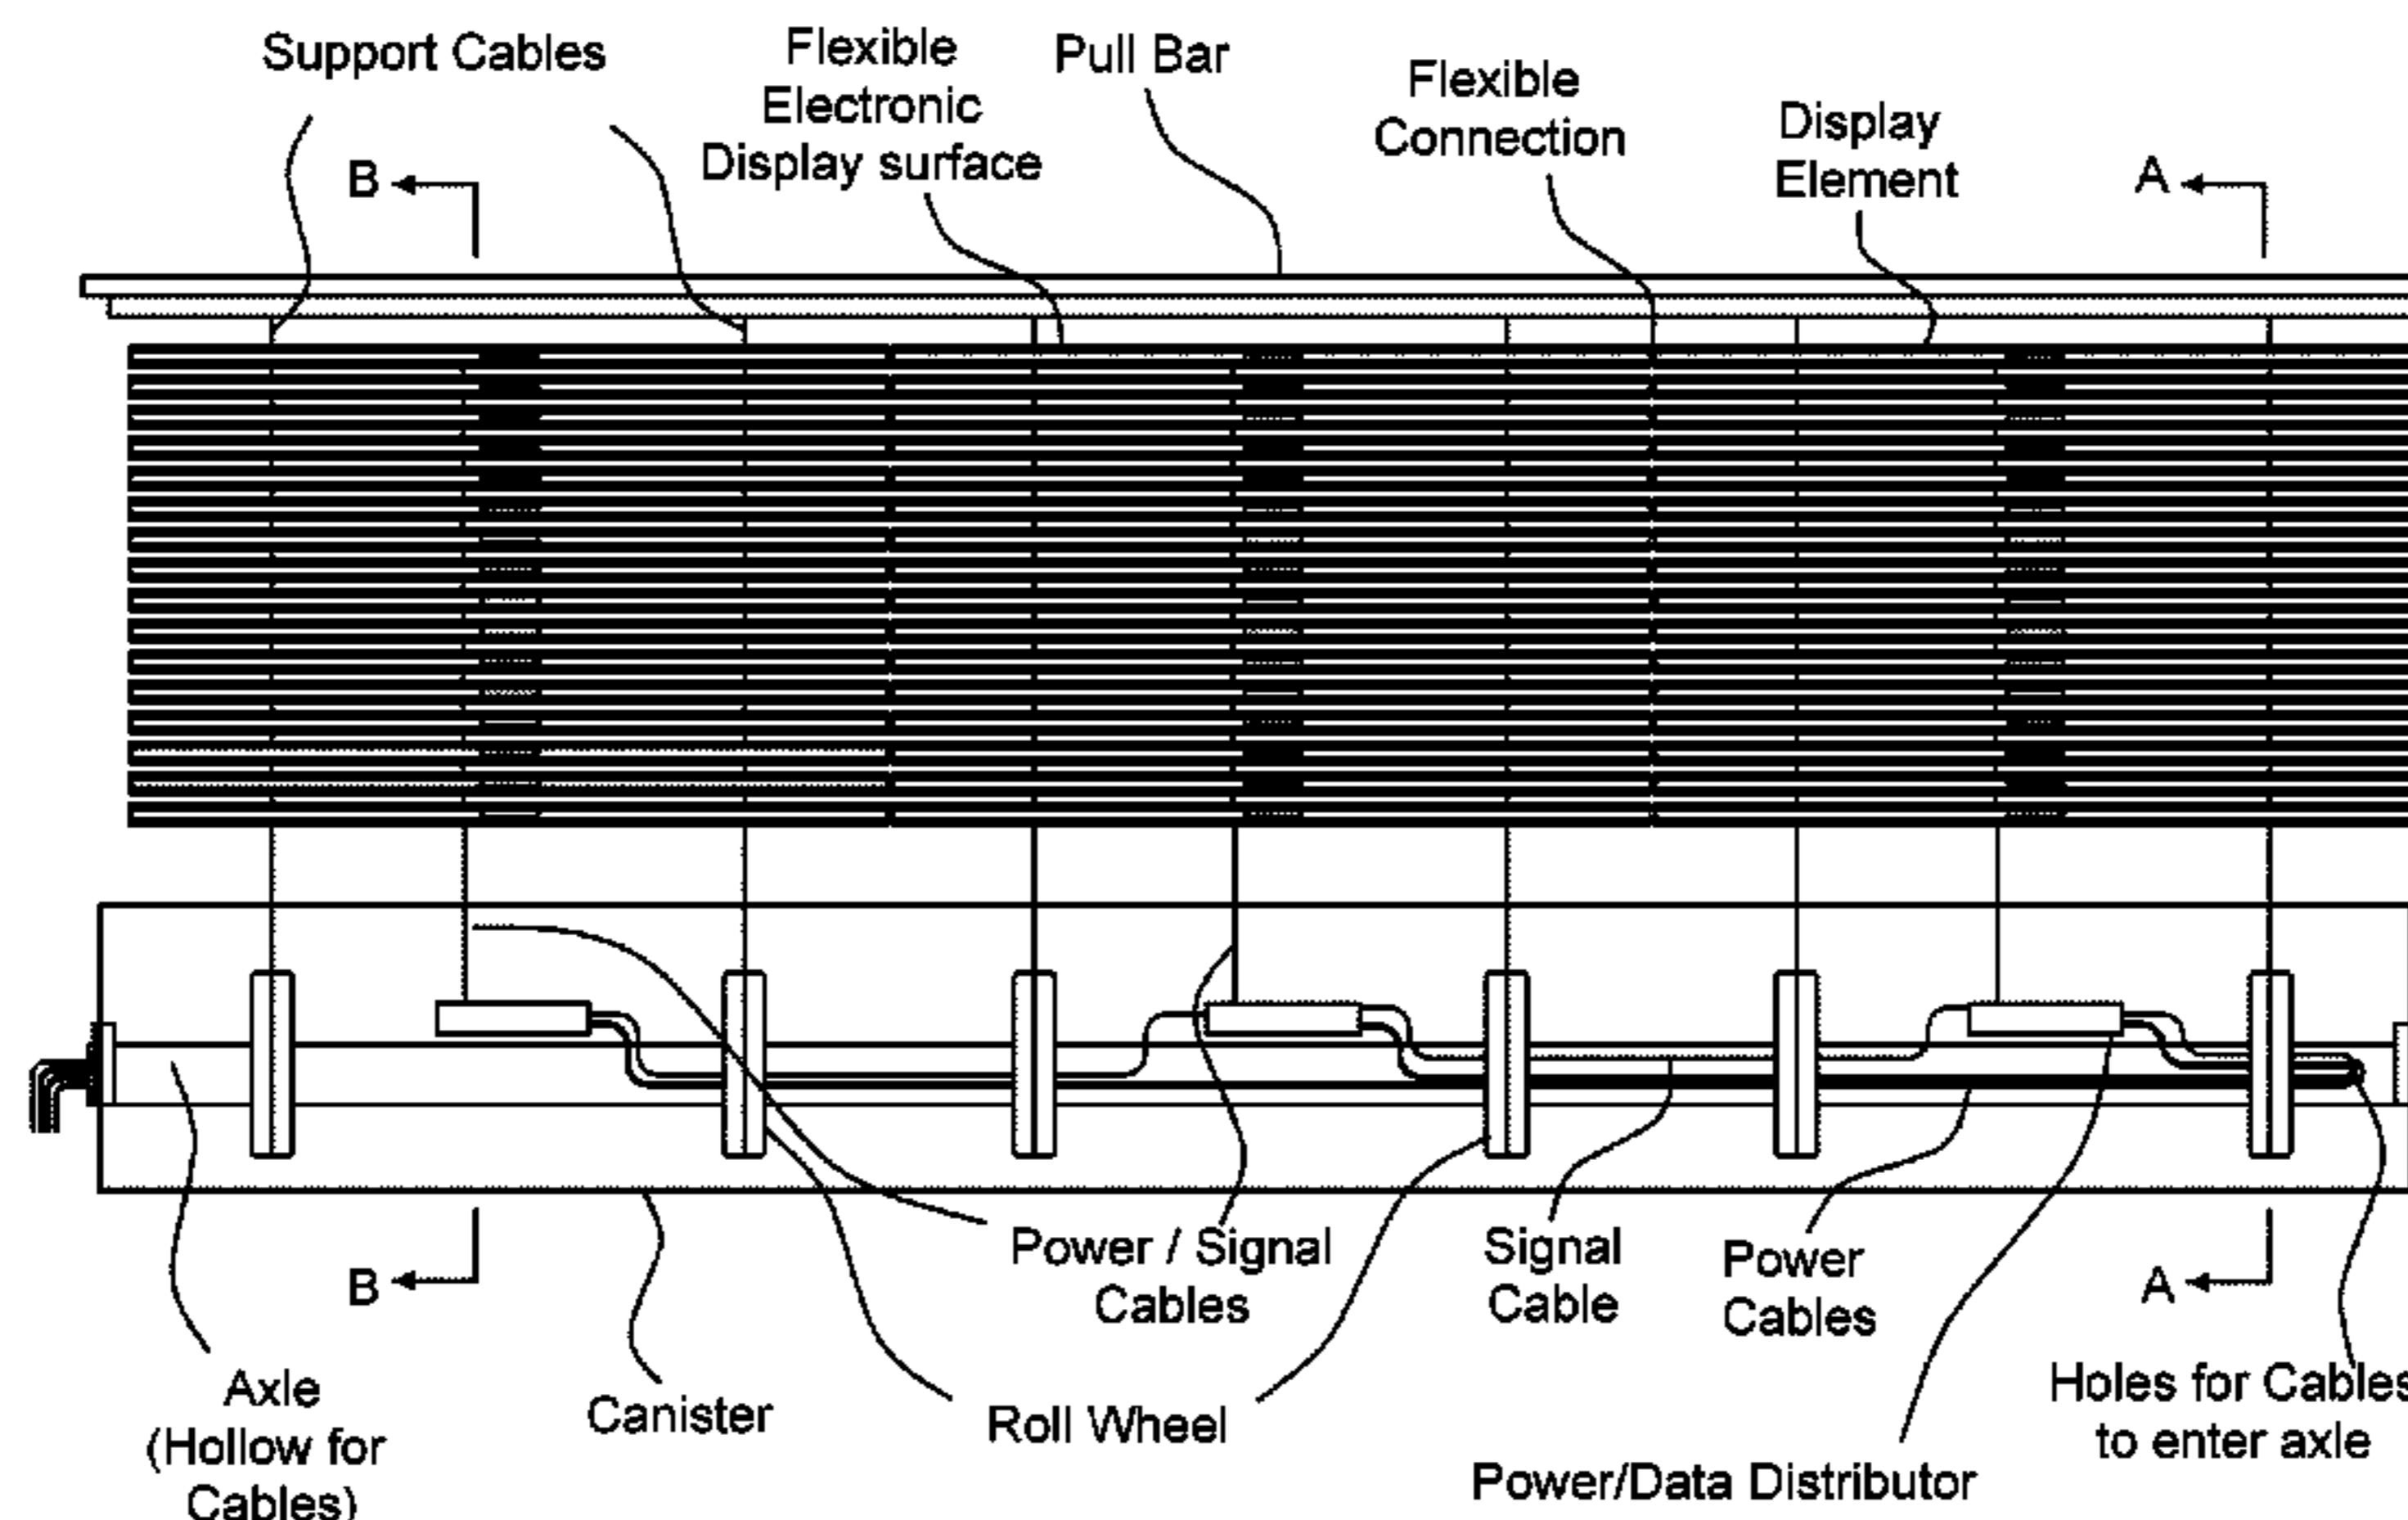 Support Cables
Flexible
Electronic
Display surface
Pull Bar
Flexible
Connection
Display
Element
B
A
B
A
Power / Signal
Cables
Signal
Cable
Power
Cables
Axle
(Hollow for
Cables)
Canister
Roll Wheel
Power/Data Distributor
Holes for Cables
to enter axle